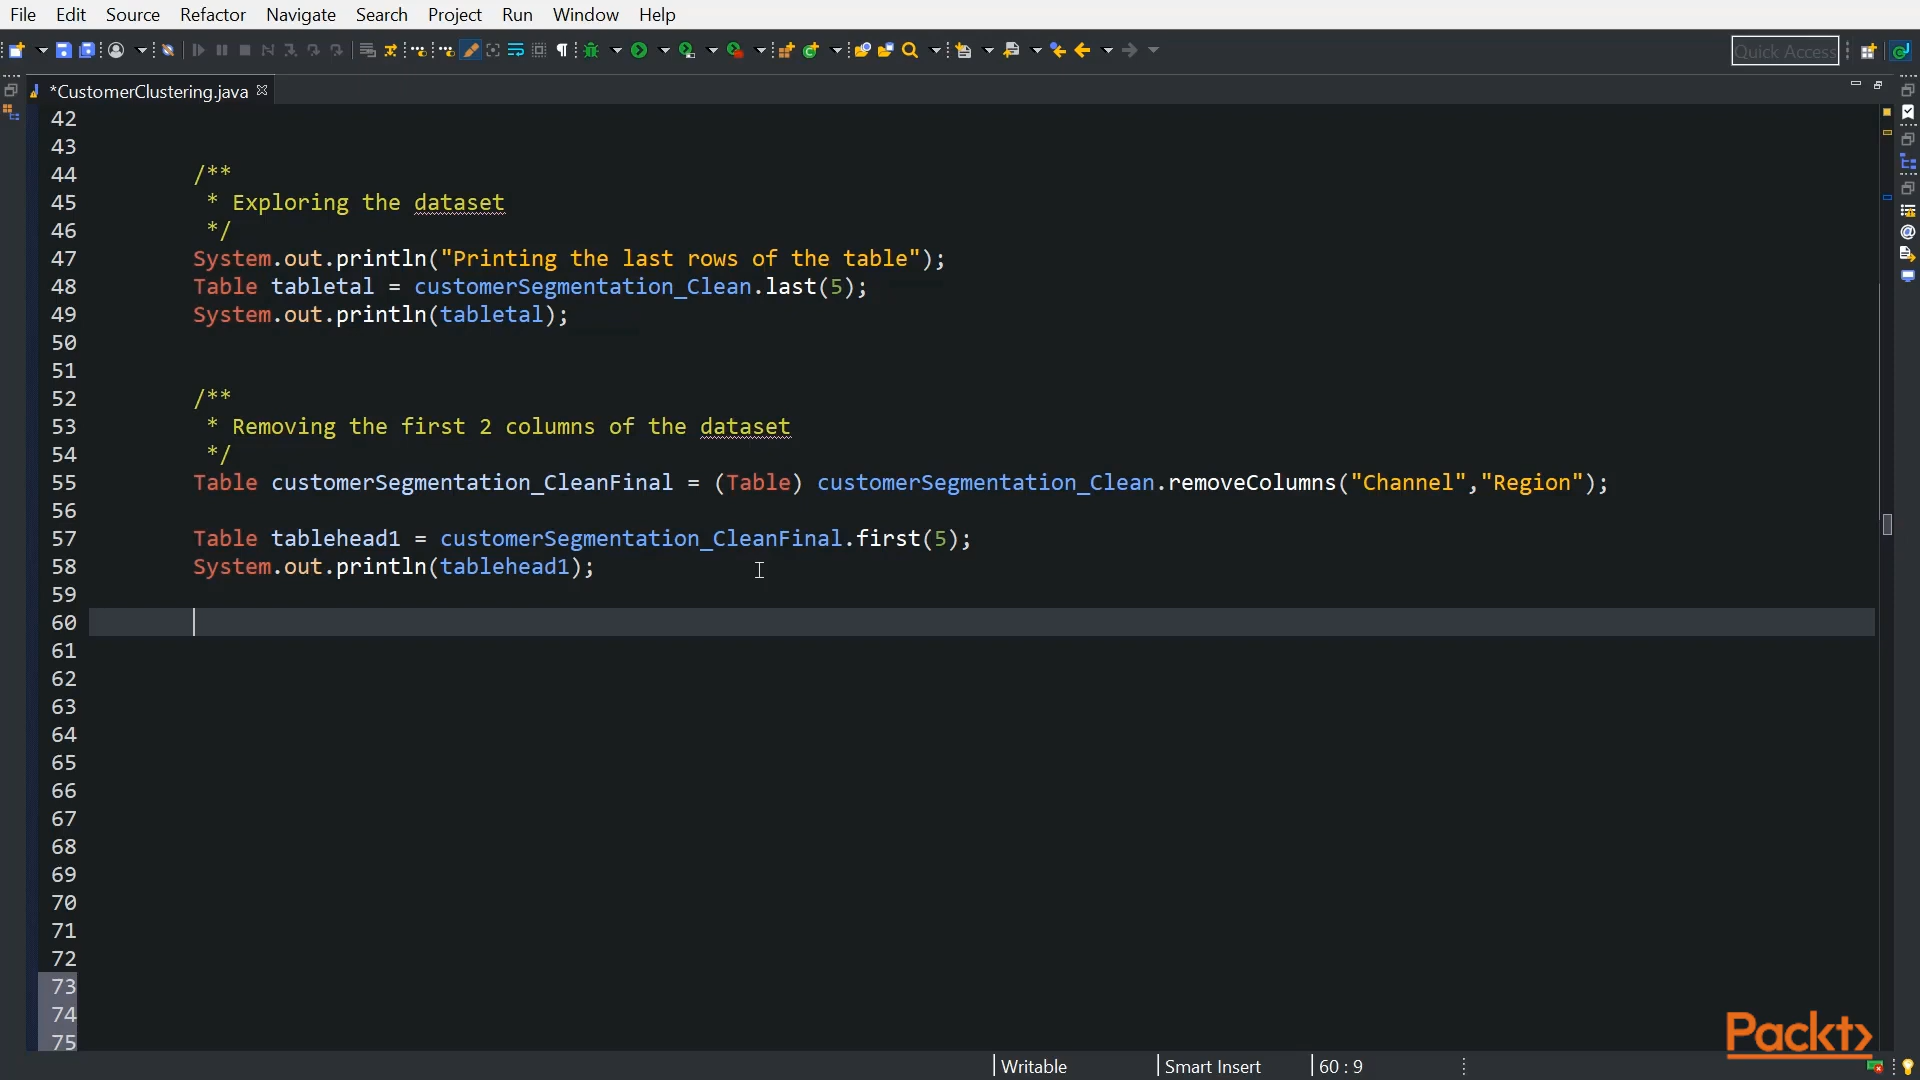 File Edit Source Refactor Navigate Search Project Run Window Help
Quick Access
*CustomerClustering.java
42
43
44 /**
45 * Exploring the dataset
46 */
47 System.out.println("Printing the last rows of the table");
48 Table tabletal = customerSegmentation_Clean.last(5);
49 System.out.println(tabletal);
50
51
52 /**
53 * Removing the first 2 columns of the dataset
54 */
55 Table customerSegmentation_CleanFinal = (Table) customerSegmentation_Clean.removeColumns("Channel","Region");
56
57 Table tablehead1 = customerSegmentation_CleanFinal.first(5);
58 System.out.println(tablehead1);
59
60
61
62
63
64
65
66
67
68
69
70
71
72
73
74
75
Packt>
Writable Smart Insert 60 : 9